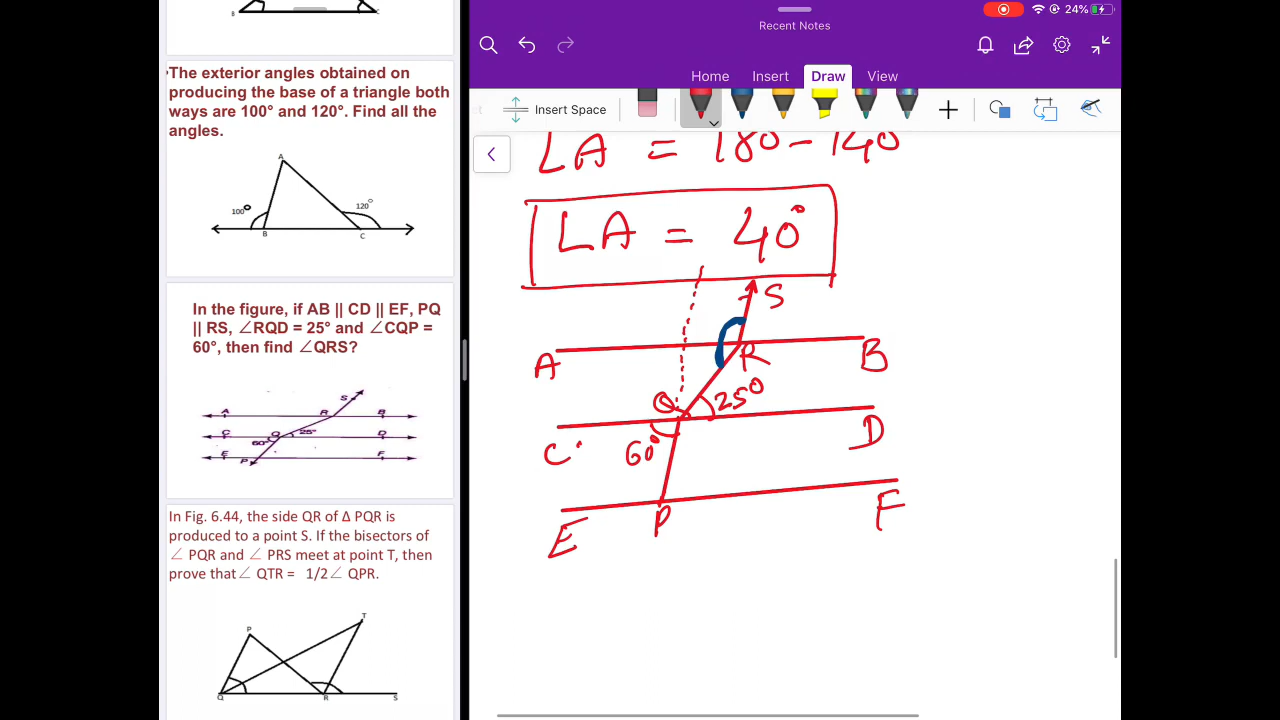 B
C
The exterior angles obtained on
producing the base of a triangle both
ways are 100° and 120°. Find all the
angles.
A
100°
120°
B
C
In the figure, if AB || CD || EF, PQ
|| RS, ∠RQD = 25° and ∠CQP =
60°, then find ∠QRS?
S
A
R
B
C
Q
25°
D
60°
E
P
F
In Fig. 6.44, the side QR of Δ PQR is
produced to a point S. If the bisectors of
∠ PQR and ∠ PRS meet at point T, then
prove that ∠ QTR = 1/2 ∠ QPR.
T
P
Q
R
S
24%
Recent Notes
Home Insert Draw View
Insert Space
∠A = 180 - 140
∠A = 40°
S
A
R
B
Q
25°
C
60°
D
E
P
F